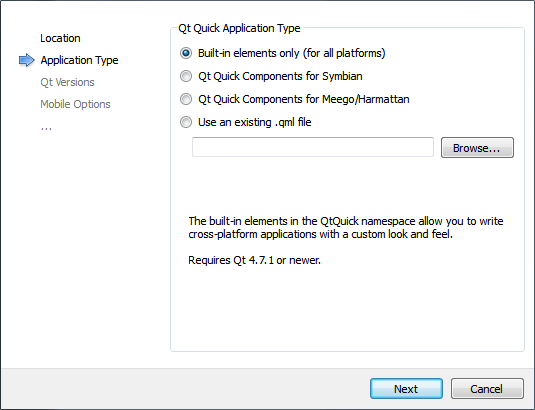 Location
Application Type
Qt Versions
Mobile Options
...
Qt Quick Application Type
Built-in elements only (for all platforms)
Qt Quick Components for Symbian
Qt Quick Components for Meego/Harmattan
Use an existing .qml file
Browse...
The built-in elements in the QtQuick namespace allow you to write
cross-platform applications with a custom look and feel.
Requires Qt 4.7.1 or newer.
Next
Cancel